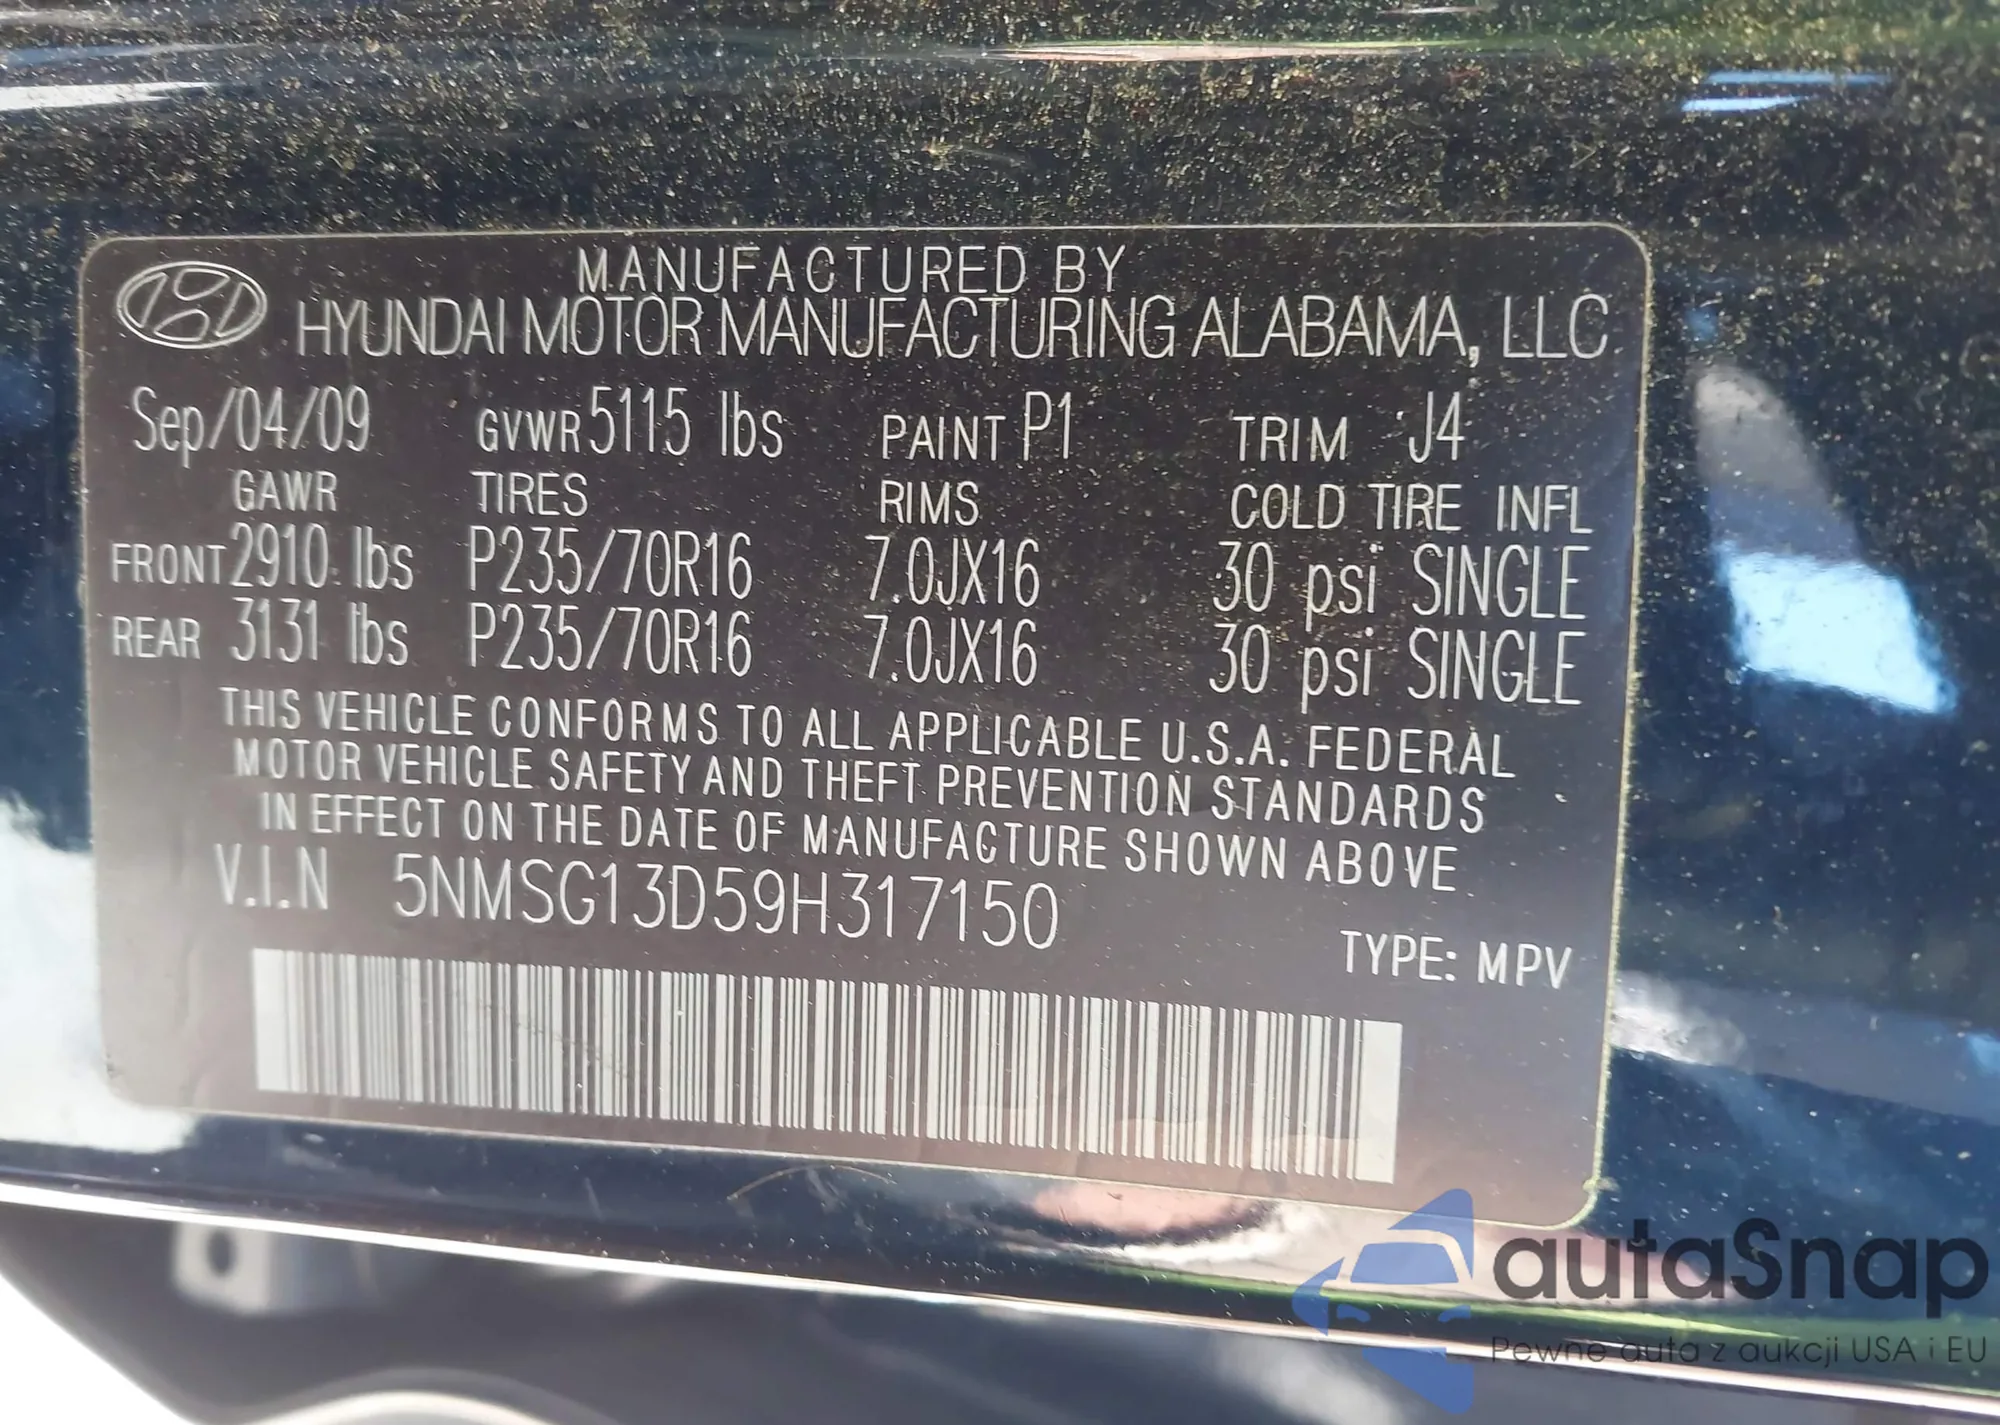 MANUFACTURED BY
HYUNDAI MOTOR MANUFACTURING ALABAMA, LLC
Sep/04/09 GVWR 5115 lbs PAINT P1 TRIM J4
GAWR TIRES RIMS COLD TIRE INFL
FRONT 2910 lbs P235/70R16 7.0JX16 30 psi SINGLE
REAR 3131 lbs P235/70R16 7.0JX16 30 psi SINGLE
THIS VEHICLE CONFORMS TO ALL APPLICABLE U.S.A. FEDERAL
MOTOR VEHICLE SAFETY AND THEFT PREVENTION STANDARDS
IN EFFECT ON THE DATE OF MANUFACTURE SHOWN ABOVE
V.I.N 5NMSG13D59H317150
TYPE: MPV
autaSnap
Pewne auta z aukcji USA i EU